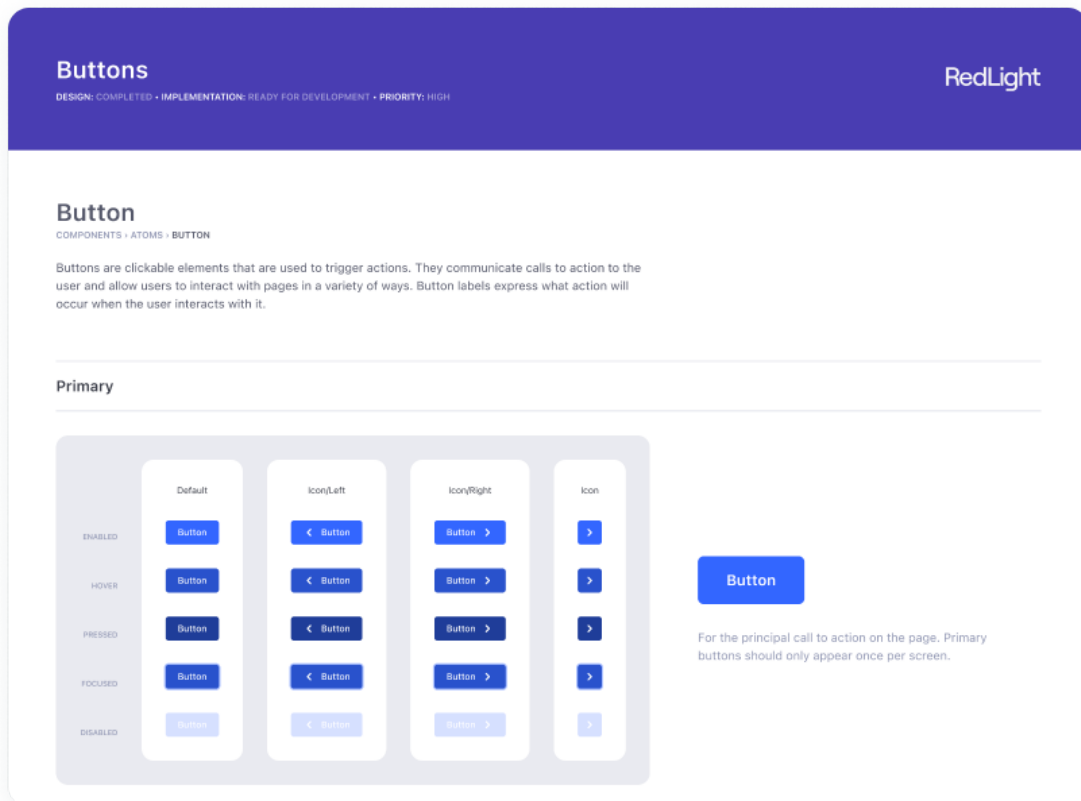 Buttons
RedLight
DESIGN: COMPLETED • IMPLEMENTATION: READY FOR DEVELOPMENT • PRIORITY: HIGH
Button
COMPONENTS › ATOMS › BUTTON
Buttons are clickable elements that are used to trigger actions. They communicate calls to action to the
user and allow users to interact with pages in a variety of ways. Button labels express what action will
occur when the user interacts with it.
Primary
Default Icon/Left Icon/Right Icon
ENABLED Button Button Button
HOVER Button Button Button
PRESSED Button Button Button
FOCUSED Button Button Button
DISABLED Button Button Button
Button
For the principal call to action on the page. Primary
buttons should only appear once per screen.